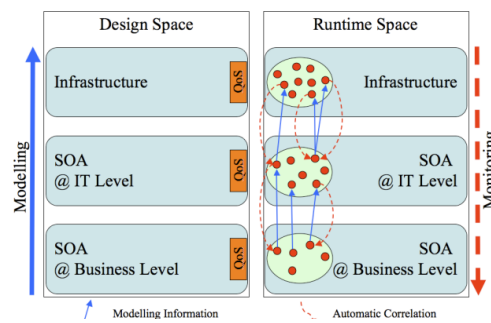 Design Space
Runtime Space
Modelling
Infrastructure
QoS
Infrastructure
SOA
@ IT Level
QoS
SOA
@ IT Level
SOA
@ Business Level
QoS
SOA
@ Business Level
Monitoring
Modelling Information
Automatic Correlation